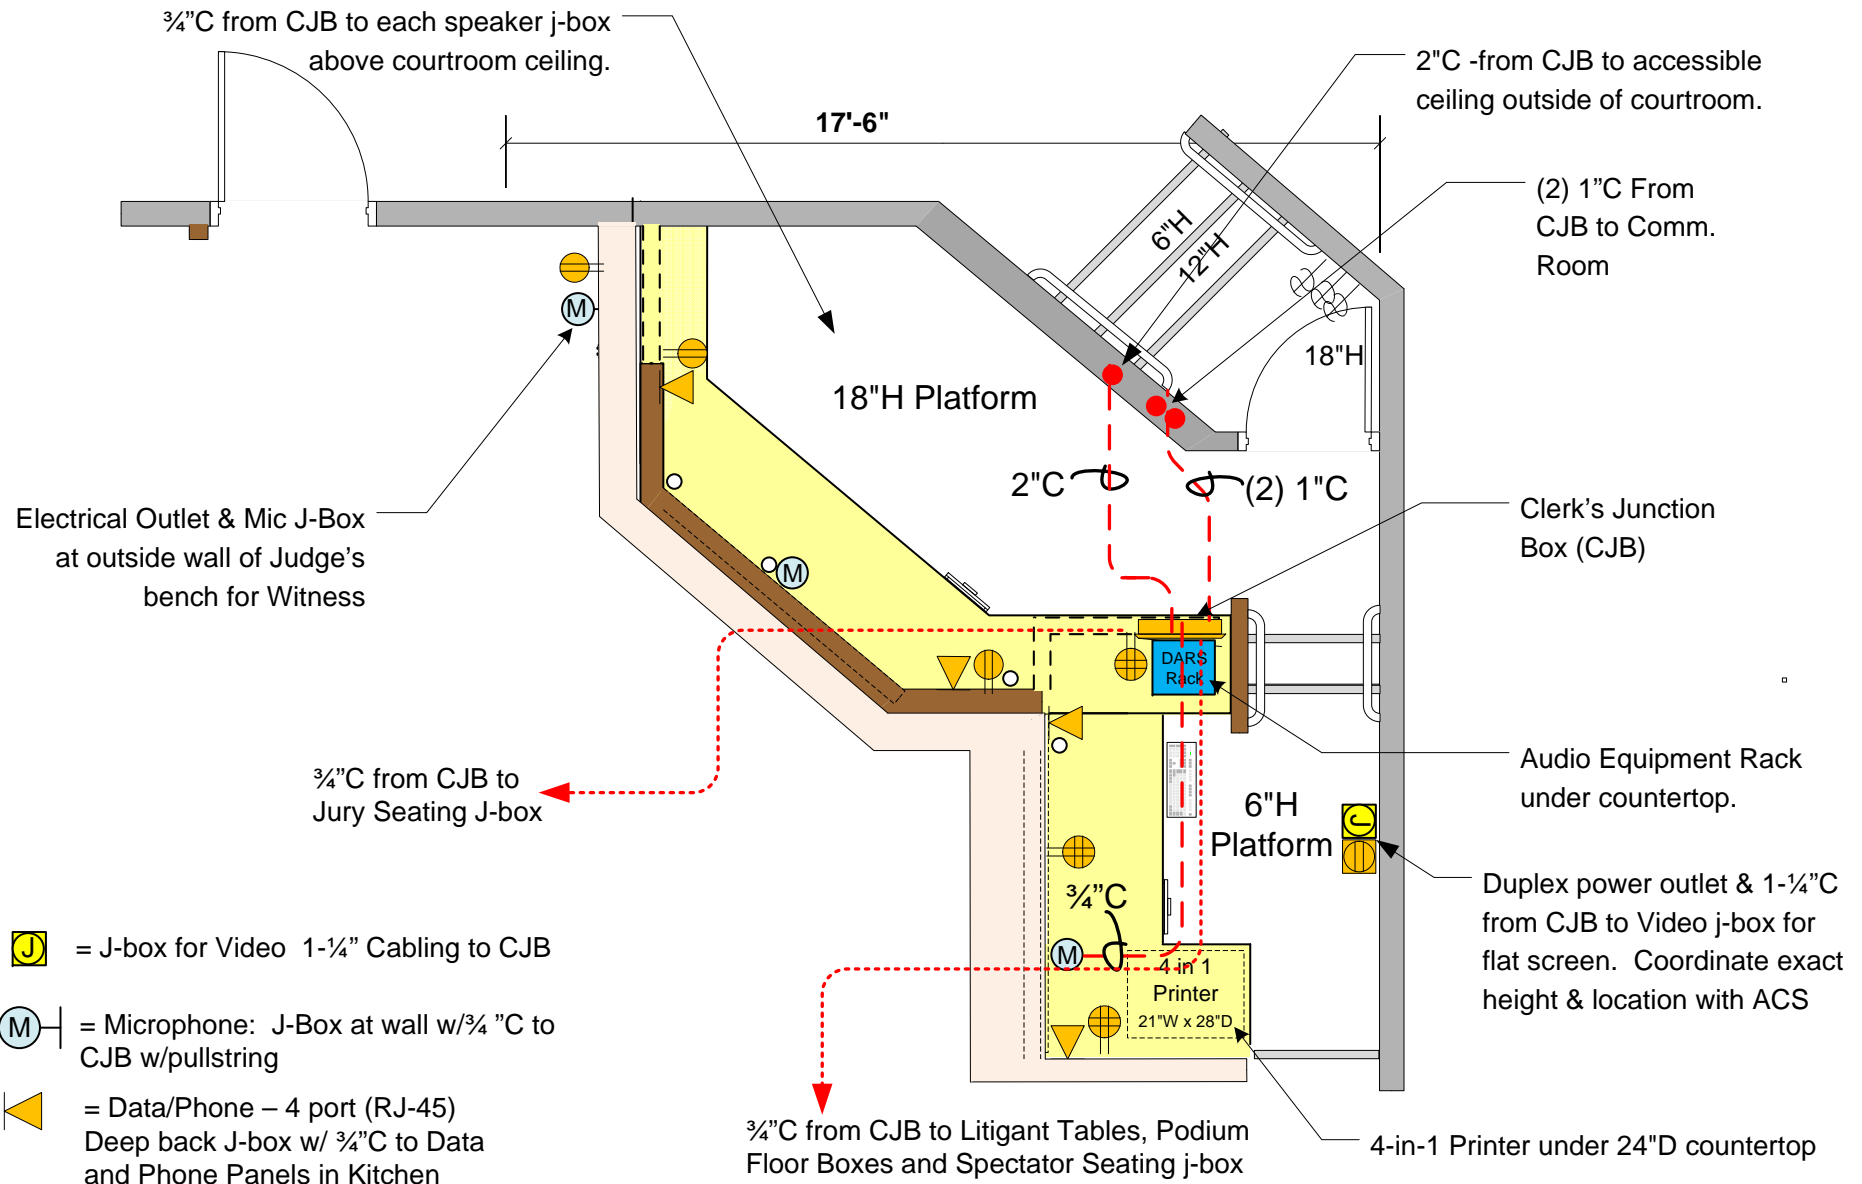 ¾”C from CJB to each speaker j-box
above courtroom ceiling.
2"C -from CJB to accessible
ceiling outside of courtroom.
17'-6"
(2) 1”C From
CJB to Comm.
Room
6"H
12"H
18"H
18"H Platform
2"C
(2) 1"C
M
Electrical Outlet & Mic J-Box
at outside wall of Judge’s
bench for Witness
Clerk’s Junction
Box (CJB)
M
DARS
Rack
¾”C from CJB to
Jury Seating J-box
Audio Equipment Rack
under countertop.
6"H
Platform
J
Duplex power outlet & 1-¼”C
from CJB to Video j-box for
flat screen.  Coordinate exact
height & location with ACS
¾”C
M
4 in 1
Printer
21"W x 28"D
J
= J-box for Video  1-¼” Cabling to CJB
M
= Microphone:  J-Box at wall w/¾ ”C to
CJB w/pullstring
= Data/Phone – 4 port (RJ-45)
Deep back J-box w/ ¾”C to Data
and Phone Panels in Kitchen
¾”C from CJB to Litigant Tables, Podium
Floor Boxes and Spectator Seating j-box
4-in-1 Printer under 24"D countertop